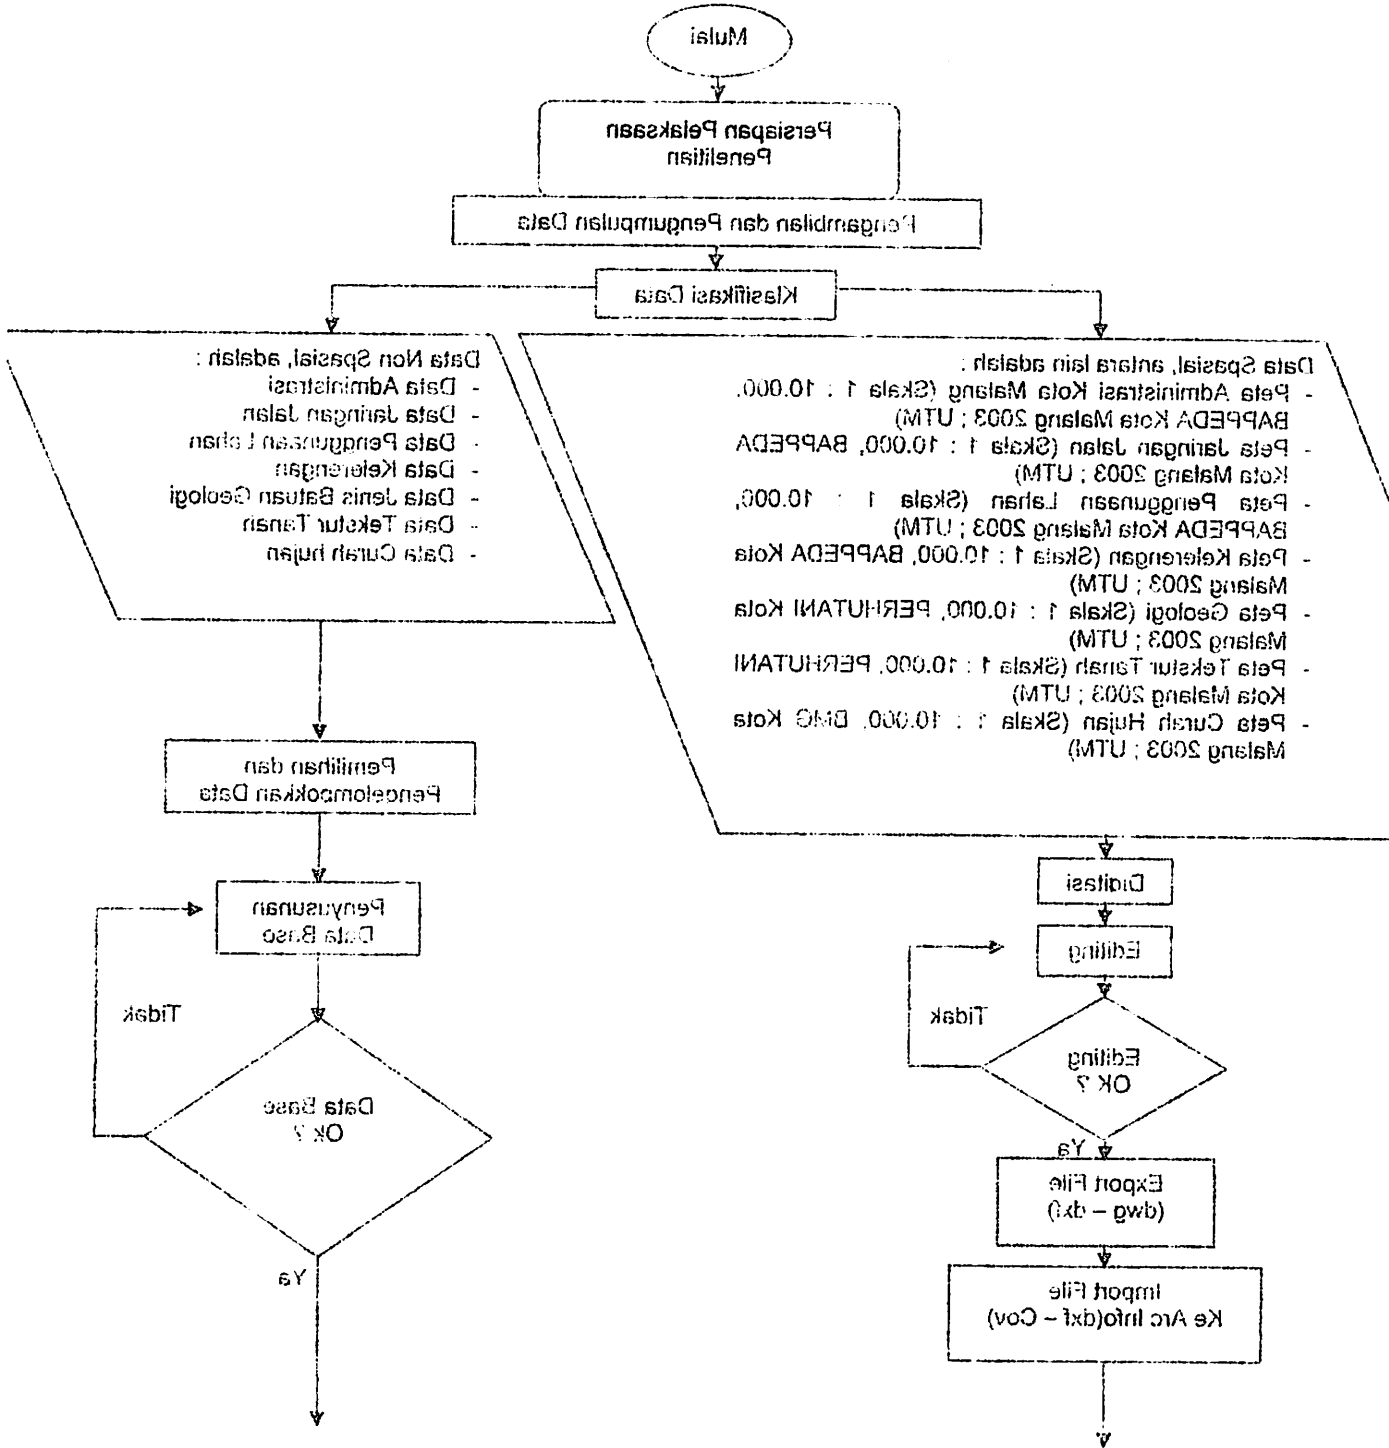 Mulai
Persiapan Pelaksaan
Penelitian
Pengambilan dan Pengumpulan Data
Klasifikasi Data
Data Spasial, antara lain adalah :
- Peta Administrasi Kota Malang (Skala 1 : 10.000,
BAPPEDA Kota Malang 2003 ; UTM)
- Peta Jaringan Jalan (Skala 1 : 10.000, BAPPEDA
Kota Malang 2003 ; UTM)
- Peta Penggunaan Lahan (Skala 1 : 10.000,
BAPPEDA Kota Malang 2003 ; UTM)
- Peta Kelerengan (Skala 1 : 10.000, BAPPEDA Kota
Malang 2003 ; UTM)
- Peta Geologi (Skala 1 : 10.000, PERHUTANI Kota
Malang 2003 ; UTM)
- Peta Tekstur Tanah (Skala 1 : 10.000, PERHUTANI
Kota Malang 2003 ; UTM)
- Peta Curah Hujan (Skala 1 : 10.000, BMG Kota
Malang 2003 ; UTM)
Digitasi
Editing
Tidak
Editing
OK ?
Ya
Export File
(dwg – dxf)
Import File
Ke Arc Info(dxf – Cov)
Data Non Spasial, adalah :
- Data Administrasi
- Data Jaringan Jalan
- Data Penggunaan Lahan
- Data Kelerengan
- Data Jenis Batuan Geologi
- Data Tekstur Tanah
- Data Curah hujan
Pemilihan dan
Pengelompokkan Data
Penyusunan
Data Base
Tidak
Data Base
Ok ?
Ya